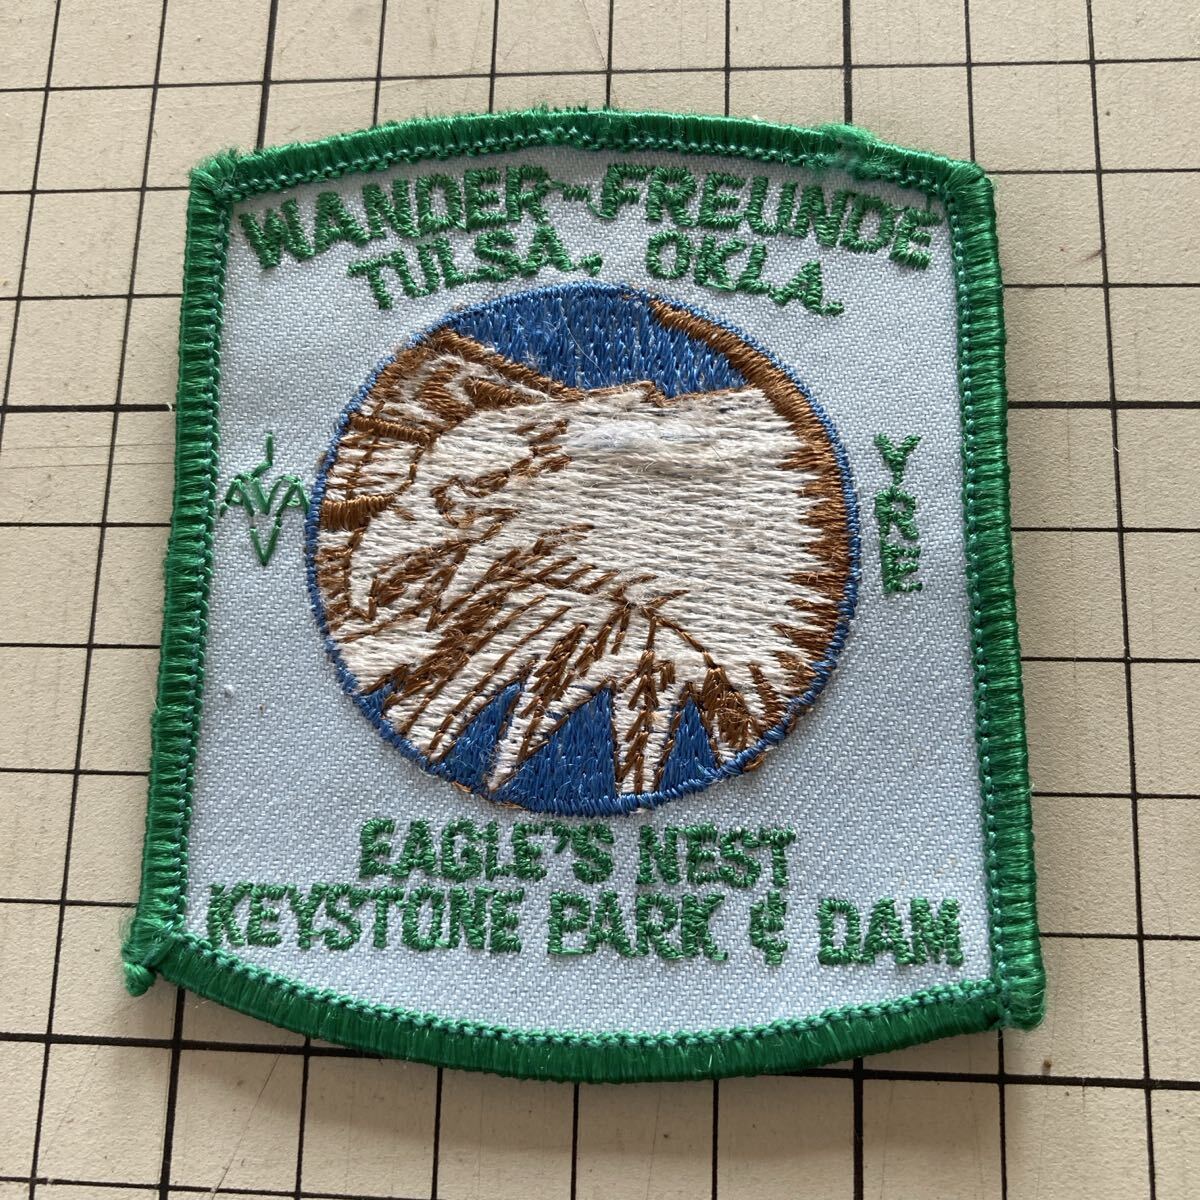 WANDER-FREUNDE
TULSA, OKLA.
AVA
YRE
EAGLE'S NEST
KEYSTONE PARK & DAM